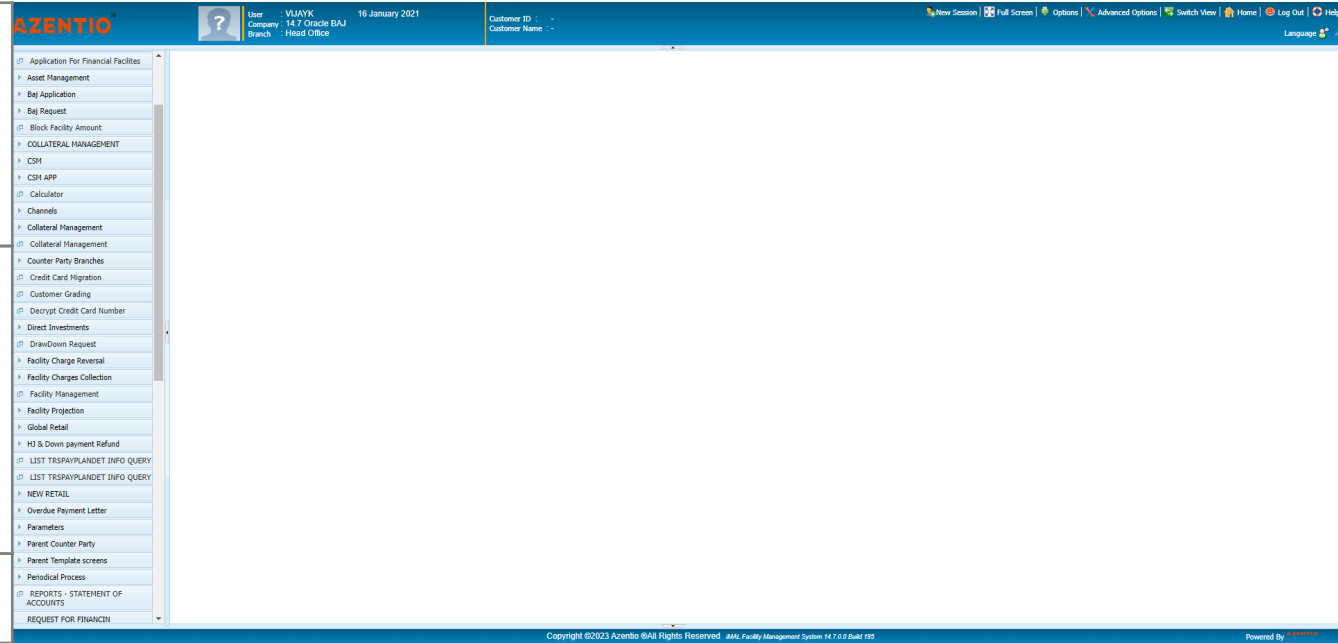 AZENTIO
User : VIJAYK 16 January 2021
Company : 14.7 Oracle BAJ
Branch : Head Office
Customer ID : -
Customer Name : -
New Session | Full Screen | Options | Advanced Options | Switch View | Home | Log Out | Help
Language
Application For Financial Facilites
Asset Management
Baj Application
Baj Request
Block Facility Amount
COLLATERAL MANAGEMENT
CSM
CSM APP
Calculator
Channels
Collateral Management
Collateral Management
Counter Party Branches
Credit Card Migration
Customer Grading
Decrypt Credit Card Number
Direct Investments
DrawDown Request
Facility Charge Reversal
Facility Charges Collection
Facility Management
Facility Projection
Global Retail
HJ & Down payment Refund
LIST TRSPAYPLANDET INFO QUERY
LIST TRSPAYPLANDET INFO QUERY
NEW RETAIL
Overdue Payment Letter
Parameters
Parent Counter Party
Parent Template screens
Periodical Process
REPORTS - STATEMENT OF
ACCOUNTS
REQUEST FOR FINANCIN
Copyright ©2023 Azentio ®All Rights Reserved IMAL Facility Management System 14.7.0.0 Build 195
Powered By AZENTIO